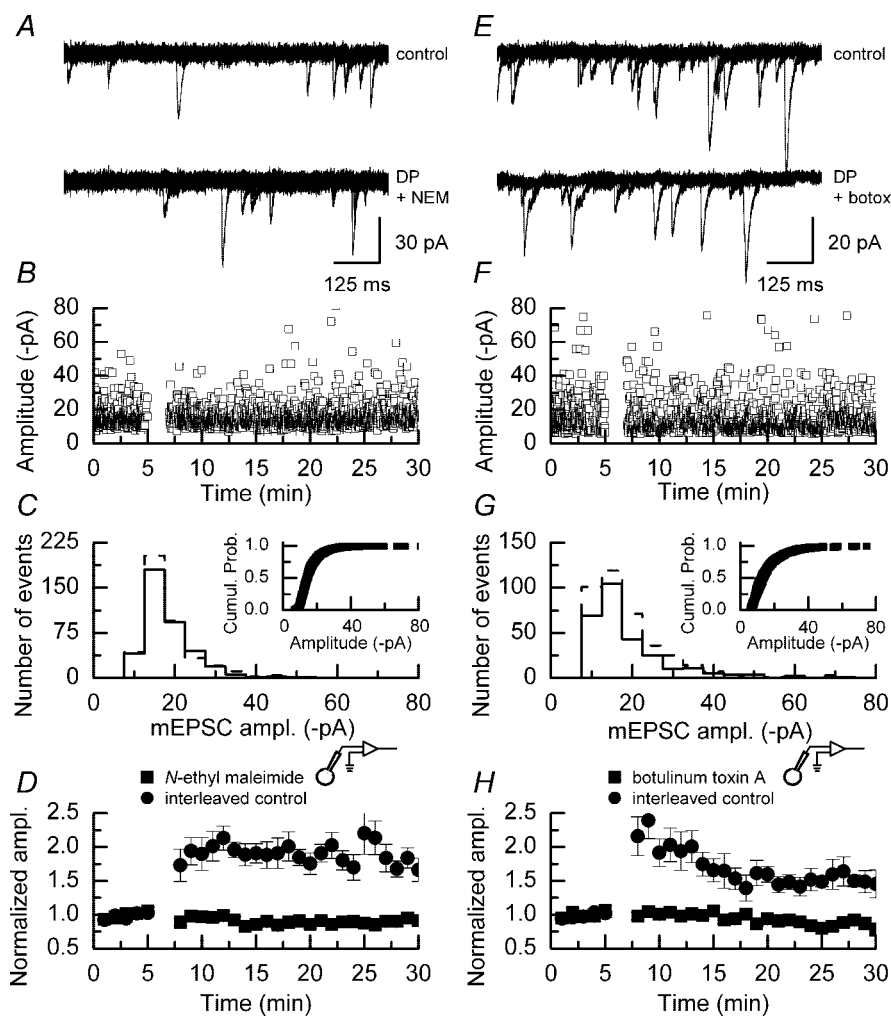 A
control
DP
+ NEM
30 pA
125 ms
B
Amplitude (-pA)
80
60
40
20
0
0 5 10 15 20 25 30
Time (min)
C
Number of events
225
150
75
0
0 20 40 60 80
mEPSC ampl. (-pA)
Cumul. Prob.
1.0
0.5
0.0
0 40 80
Amplitude (-pA)
D
N-ethyl maleimide
interleaved control
Normalized ampl.
2.5
2.0
1.5
1.0
0.5
0 5 10 15 20 25 30
Time (min)
E
control
DP
+ botox
20 pA
125 ms
F
Amplitude (-pA)
80
60
40
20
0
0 5 10 15 20 25 30
Time (min)
G
Number of events
150
100
50
0
0 20 40 60 80
mEPSC ampl. (-pA)
Cumul. Prob.
1.0
0.5
0.0
0 40 80
Amplitude (-pA)
H
botulinum toxin A
interleaved control
Normalized ampl.
2.5
2.0
1.5
1.0
0.5
0 5 10 15 20 25 30
Time (min)